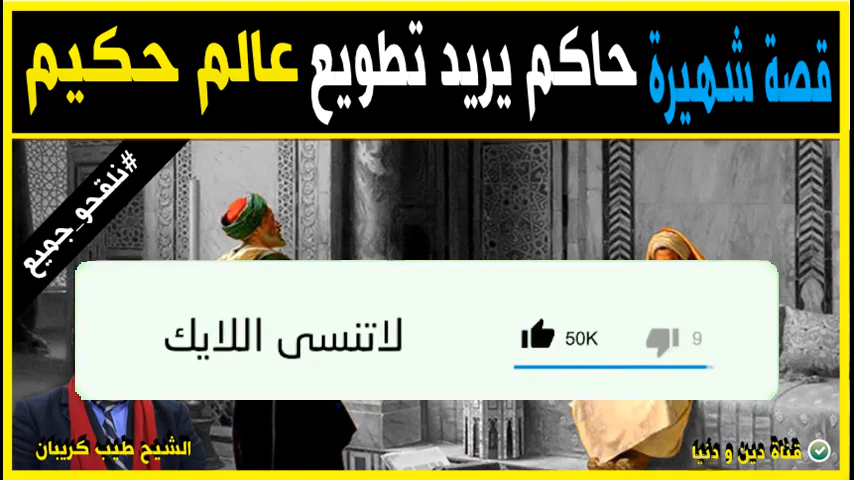 قصة شهيرة حاكم يريد تطويع عالم حكيم
#نلقحو_جميع
لاتنسى اللايك
50K
9
قناة دين و دنيا
الشيخ طيب كريبان